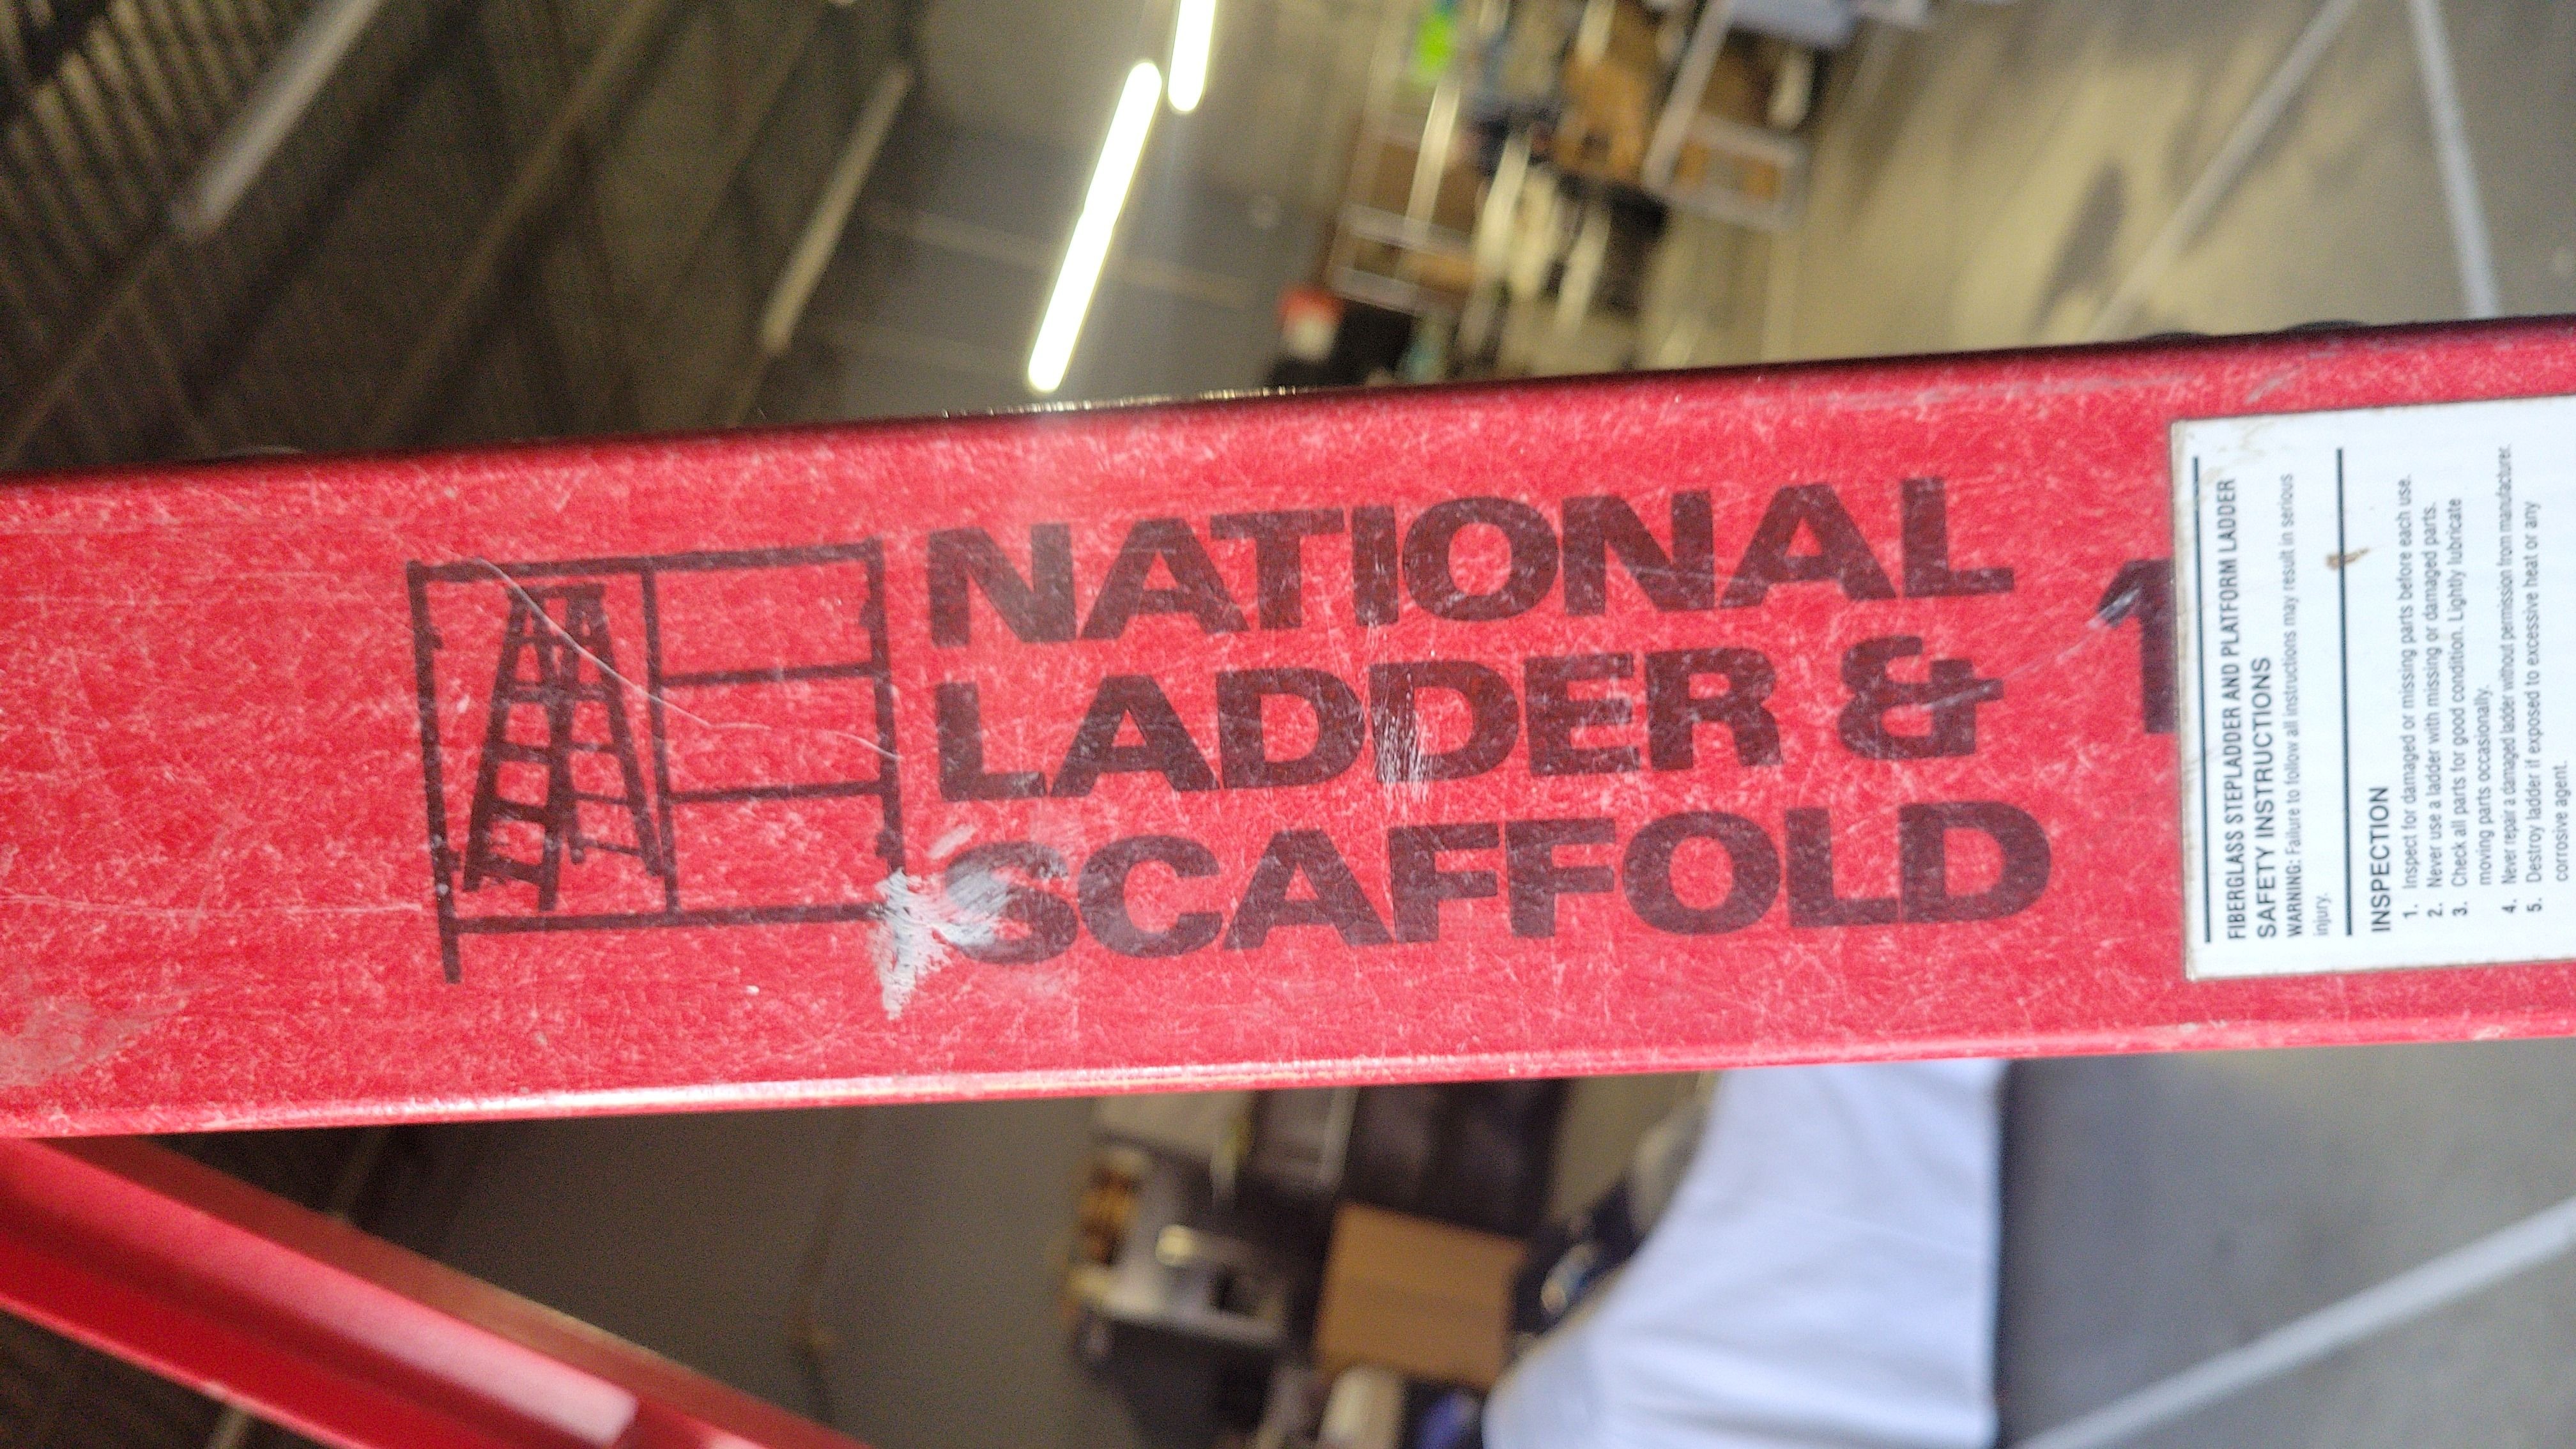 NATIONAL
LADDER &
SCAFFOLD
1
FIBERGLASS STEPLADDER AND PLATFORM LADDER
SAFETY INSTRUCTIONS
WARNING: Failure to follow all instructions may result in serious
injury.
INSPECTION
1. Inspect for damaged or missing parts before each use.
2. Never use a ladder with missing or damaged parts.
3. Check all parts for good condition. Lightly lubricate
moving parts occasionally.
4. Never repair a damaged ladder without permission from manufacturer.
5. Destroy ladder if exposed to excessive heat or any
corrosive agent.